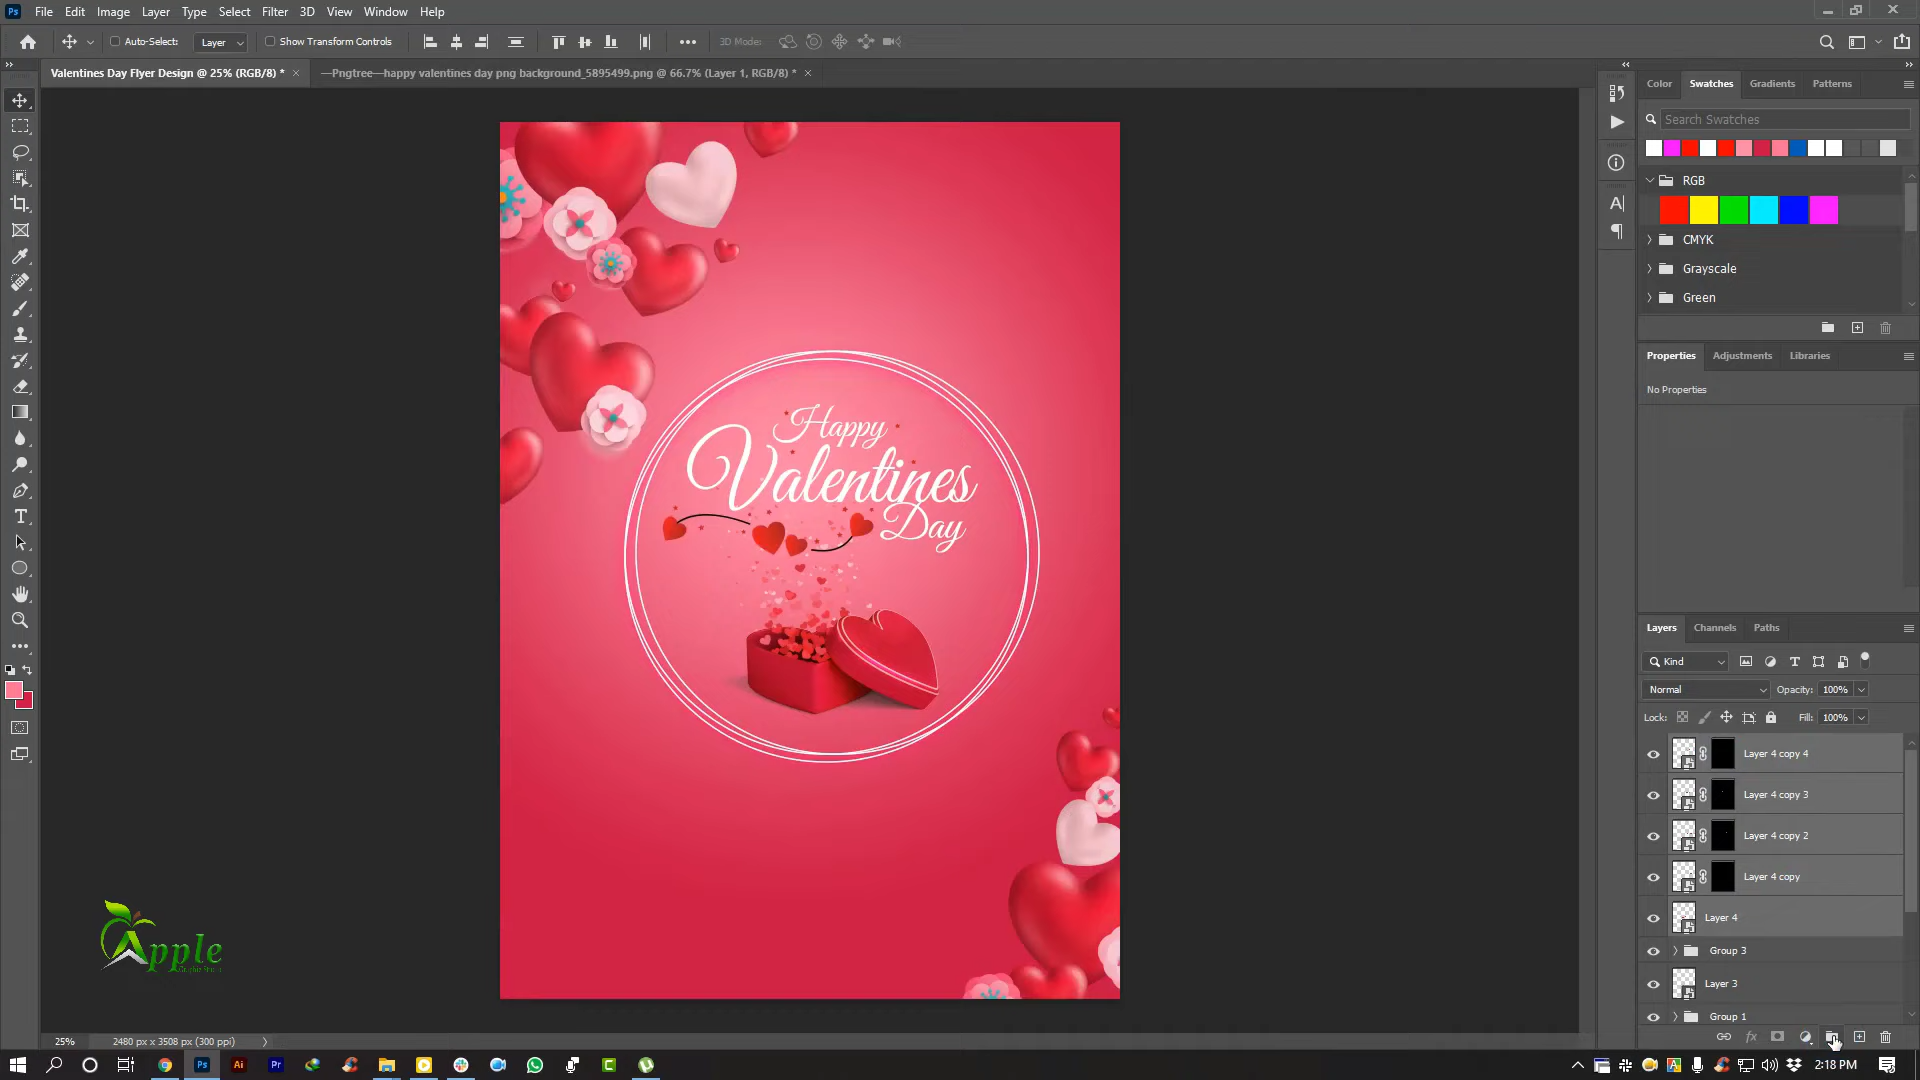 Ps File Edit Image Layer Type Select Filter 3D View Window Help
Auto-Select: Layer Show Transform Controls 3D Mode:
Valentines Day Flyer Design @ 25% (RGB/8) * × —Pngtree—happy valentines day png background_5895499.png @ 66.7% (Layer 1, RGB/8) * ×
Color Swatches Gradients Patterns
Search Swatches
RGB
CMYK
Grayscale
Green
Properties Adjustments Libraries
No Properties
Happy
Valentines
Day
Layers Channels Paths
Kind
Normal Opacity: 100%
Lock: Fill: 100%
Layer 4 copy 4
Layer 4 copy 3
Layer 4 copy 2
Layer 4 copy
Layer 4
Group 3
Layer 3
Group 1
Apple
25% 2480 px x 3508 px (300 ppi)
Ps Ai Pr 2:18 PM